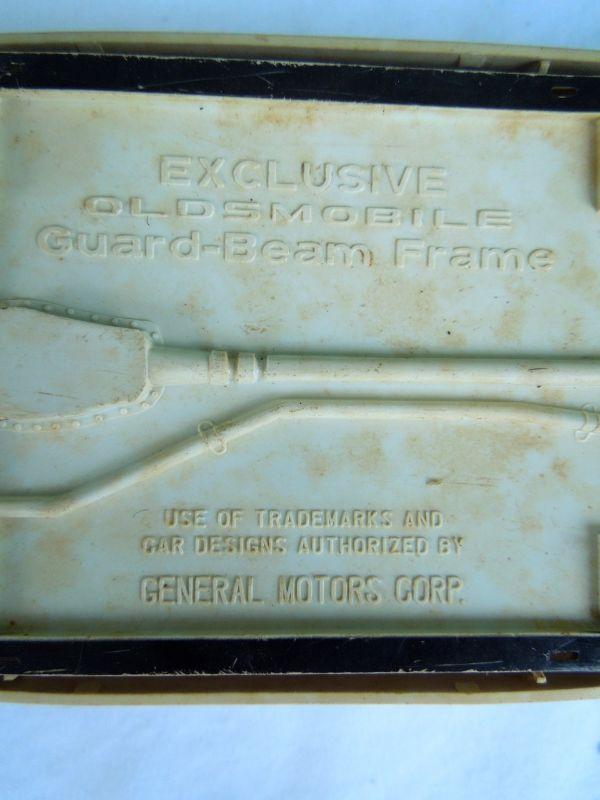 EXCLUSIVE
OLDSMOBILE
Guard-Beam Frame
USE OF TRADEMARKS AND
CAR DESIGNS AUTHORIZED BY
GENERAL MOTORS CORP.